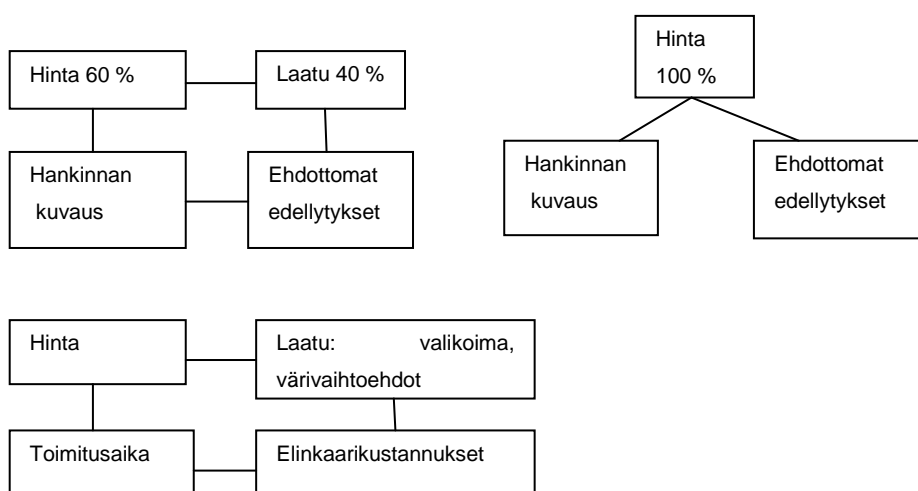 Hinta 60 %
Laatu 40 %
Hankinnan
kuvaus
Ehdottomat
edellytykset
Hinta
100 %
Hankinnan
kuvaus
Ehdottomat
edellytykset
Hinta
Laatu: valikoima,
värivaihtoehdot
Toimitusaika
Elinkaarikustannukset